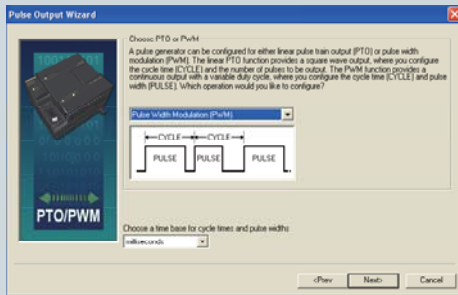 Pulse Output Wizard
Choose PTO or PWM
A pulse generator can be configured for either linear pulse train output (PTO) or pulse width
modulation (PWM). The linear PTO function provides a square wave output, where you configure
the cycle time (CYCLE) and the number of pulses to be output. The PWM function provides a
continuous output with a variable duty cycle, where you configure the cycle time (CYCLE) and pulse
width (PULSE). Which operation would you like to configure?
Pulse Width Modulation (PWM)
CYCLE CYCLE
PULSE PULSE PULSE
PTO/PWM
Choose a time base for cycle times and pulse widths
milliseconds
<Prev Next> Cancel